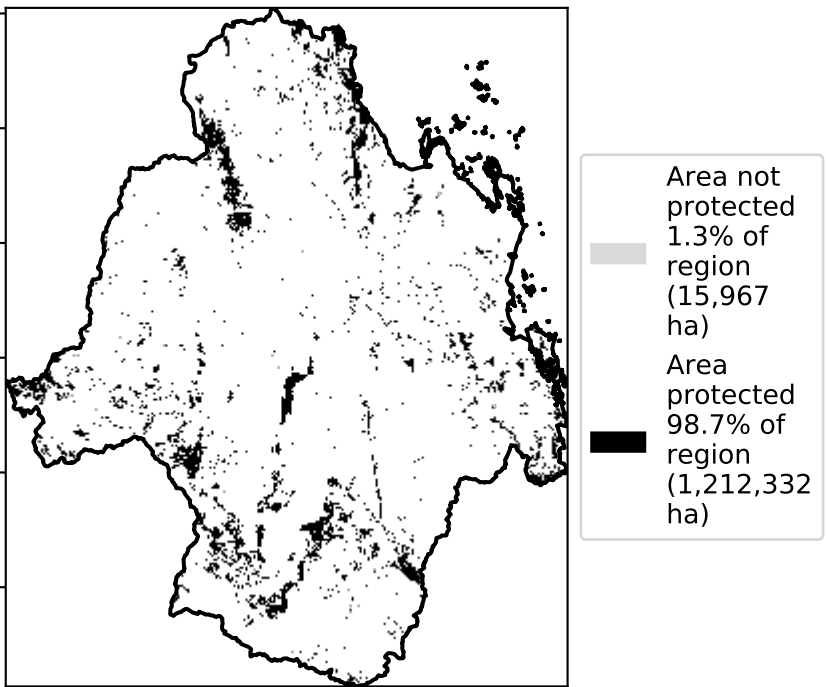 Area not
protected
1.3% of
region
(15,967
ha)
Area
protected
98.7% of
region
(1,212,332
ha)